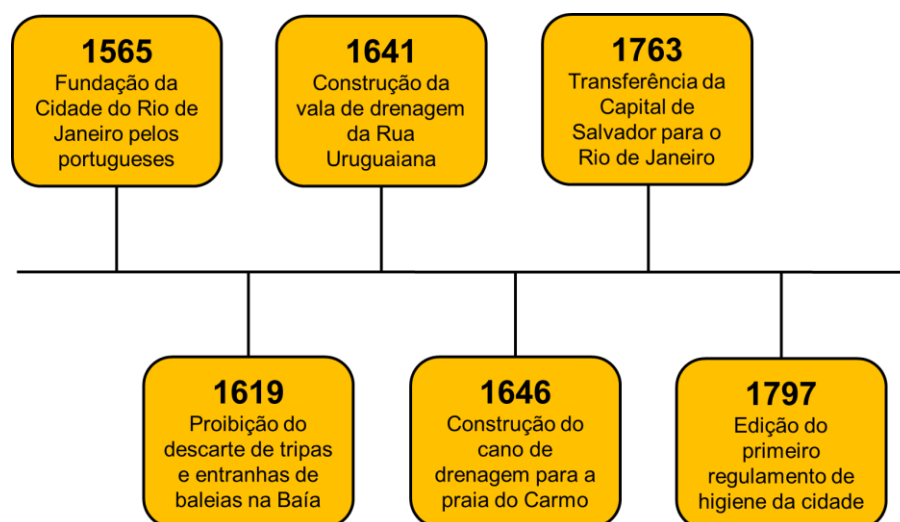 1565
Fundação da
Cidade do Rio de
Janeiro pelos
portugueses
1641
Construção da
vala de drenagem
da Rua
Uruguaiana
1763
Transferência da
Capital de
Salvador para o
Rio de Janeiro
1619
Proibição do
descarte de tripas
e entranhas de
baleias na Baía
1646
Construção do
cano de
drenagem para a
praia do Carmo
1797
Edição do
primeiro
regulamento de
higiene da cidade